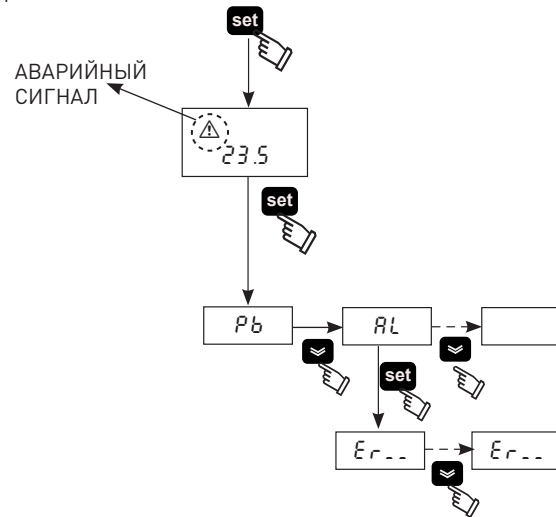 set
АВАРИЙНЫЙ
СИГНАЛ
23.5
set
Pb
AL
set
Er--
Er--